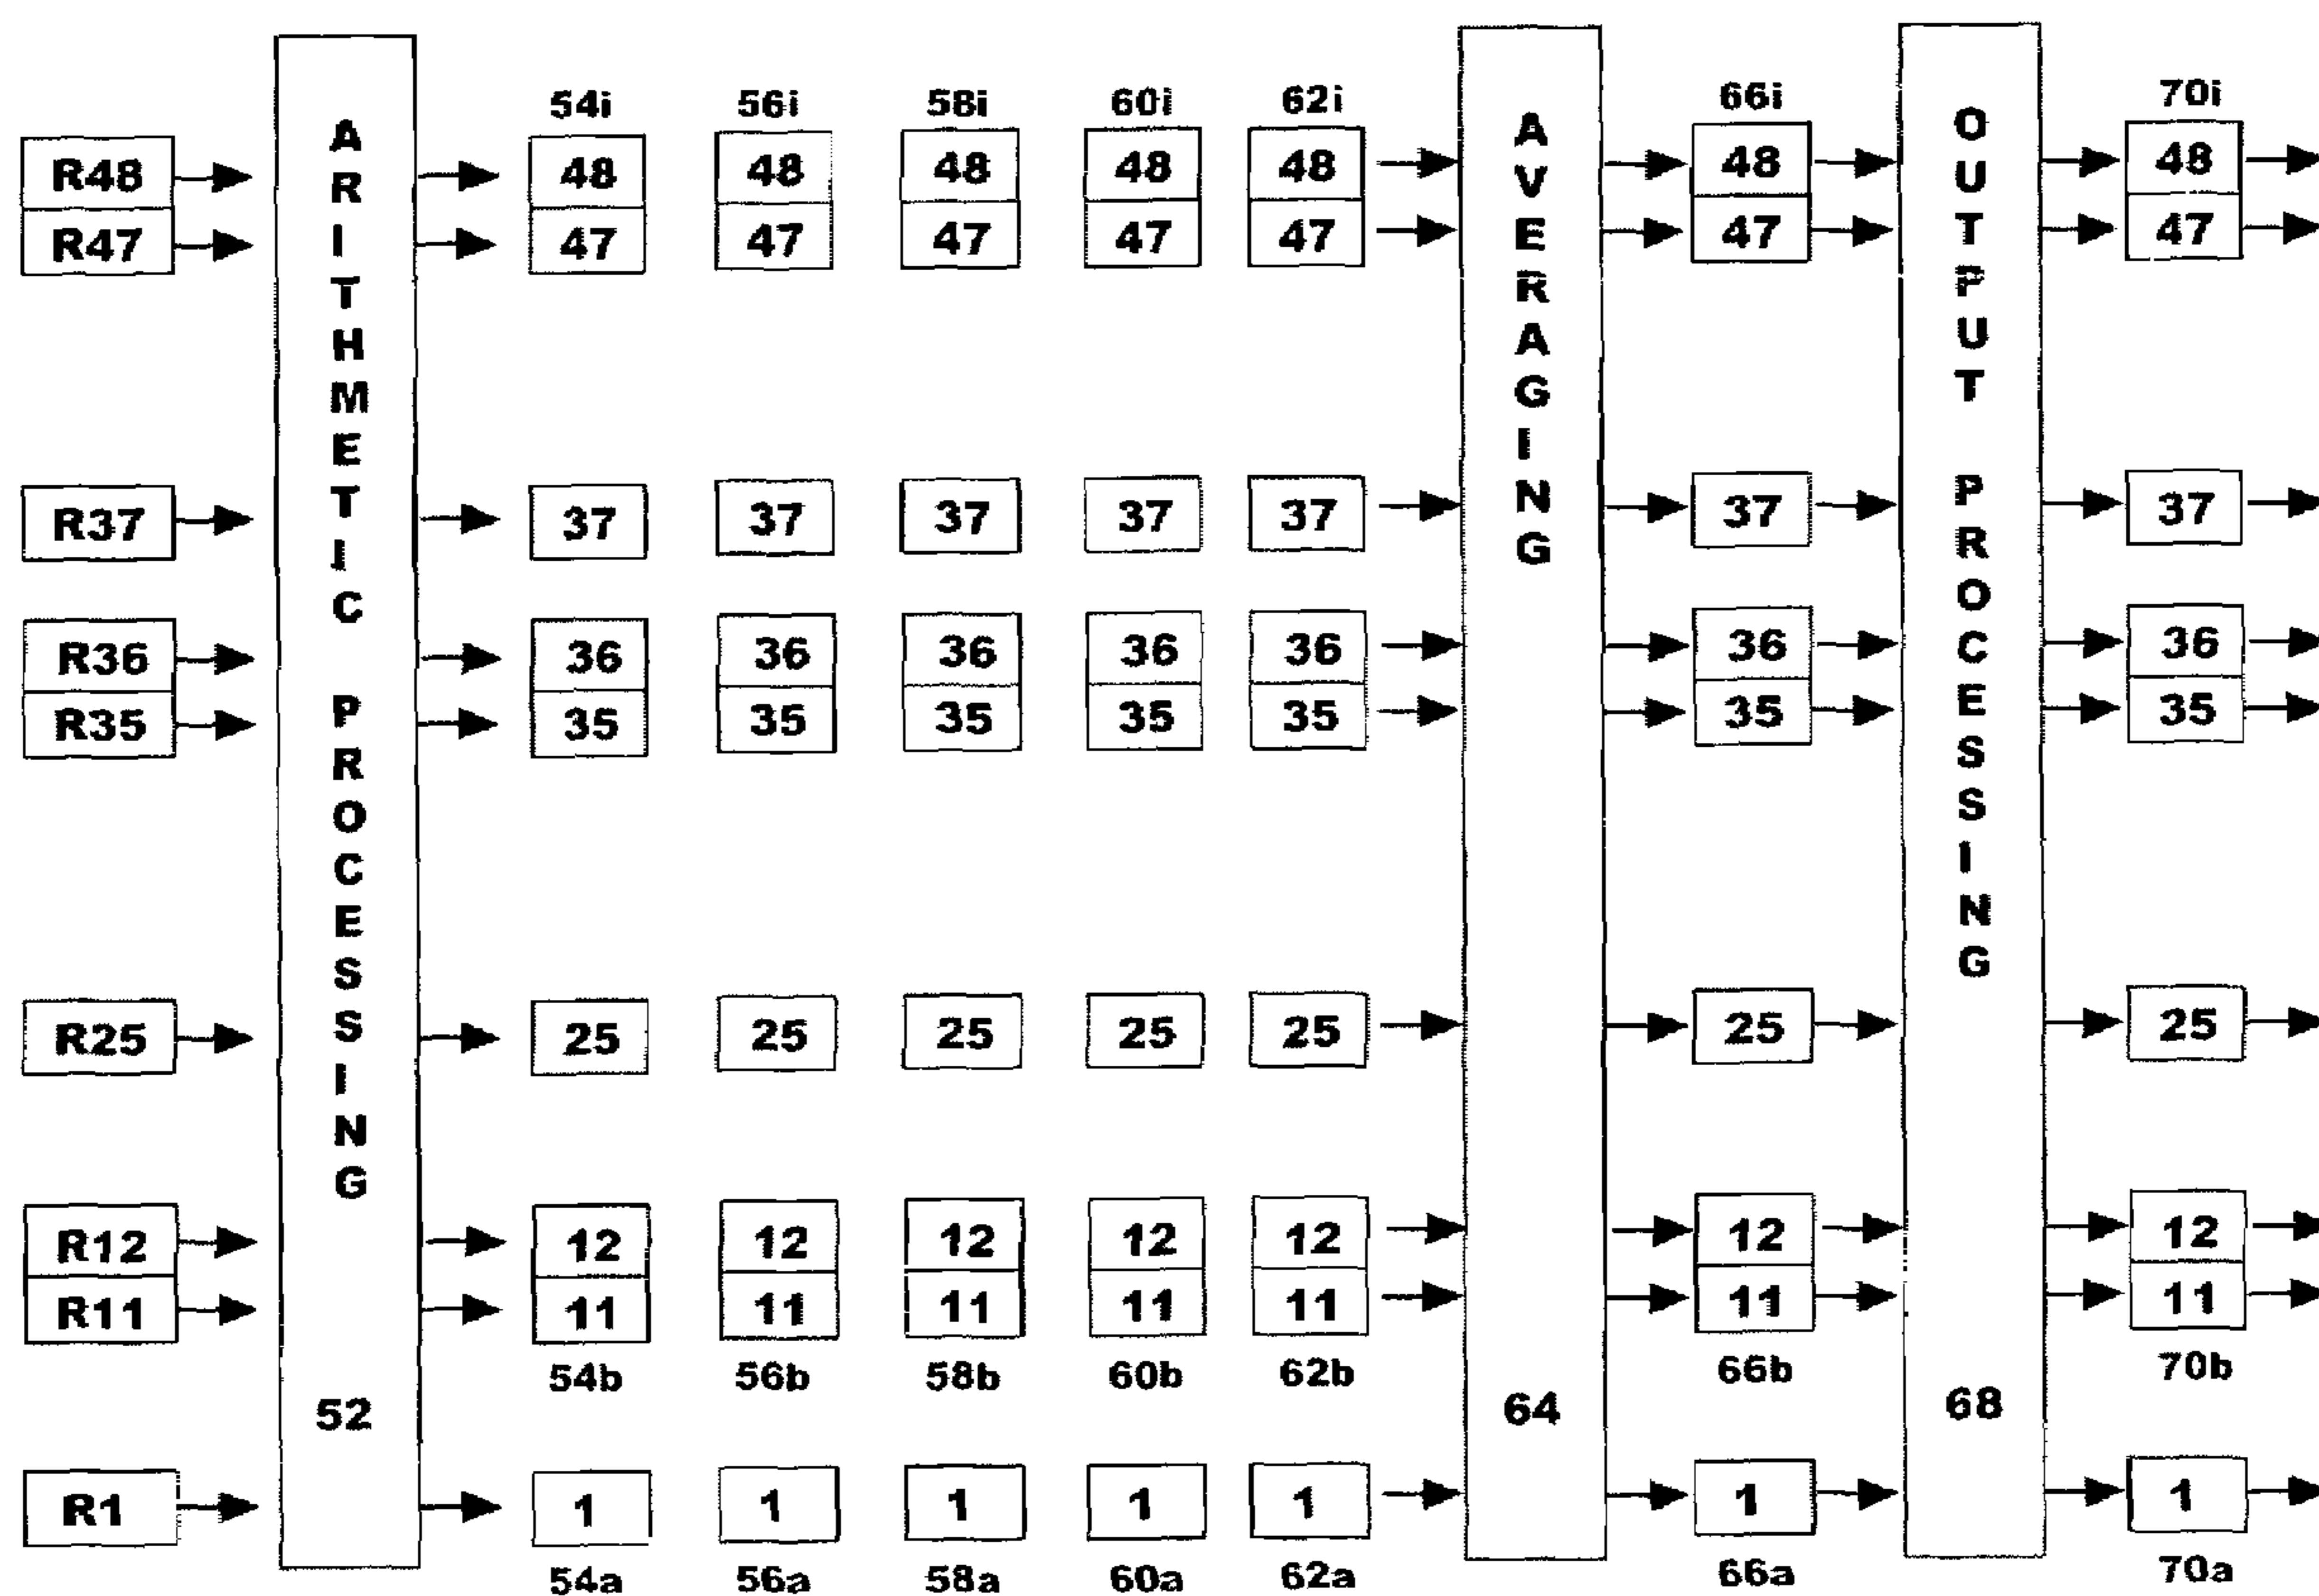 54i 56i 58i 60i 62i 66i 70i
R48 48 48 48 48 48 48 48
R47 47 47 47 47 47 47 47
R37 37 37 37 37 37 37 37
R36 36 36 36 36 36 36 36
R35 35 35 35 35 35 35 35
R25 25 25 25 25 25 25 25
R12 12 12 12 12 12 12 12
R11 11 11 11 11 11 11 11
54b 56b 58b 60b 62b 66b 70b
R1 1 1 1 1 1 1 1
54a 56a 58a 60a 62a 66a 70a
ARITHMETIC PROCESSING
52
AVERAGING
64
OUTPUT PROCESSING
68